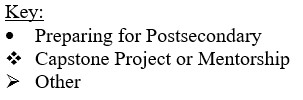 Key:
• Preparing for Postsecondary
❖ Capstone Project or Mentorship
➢ Other